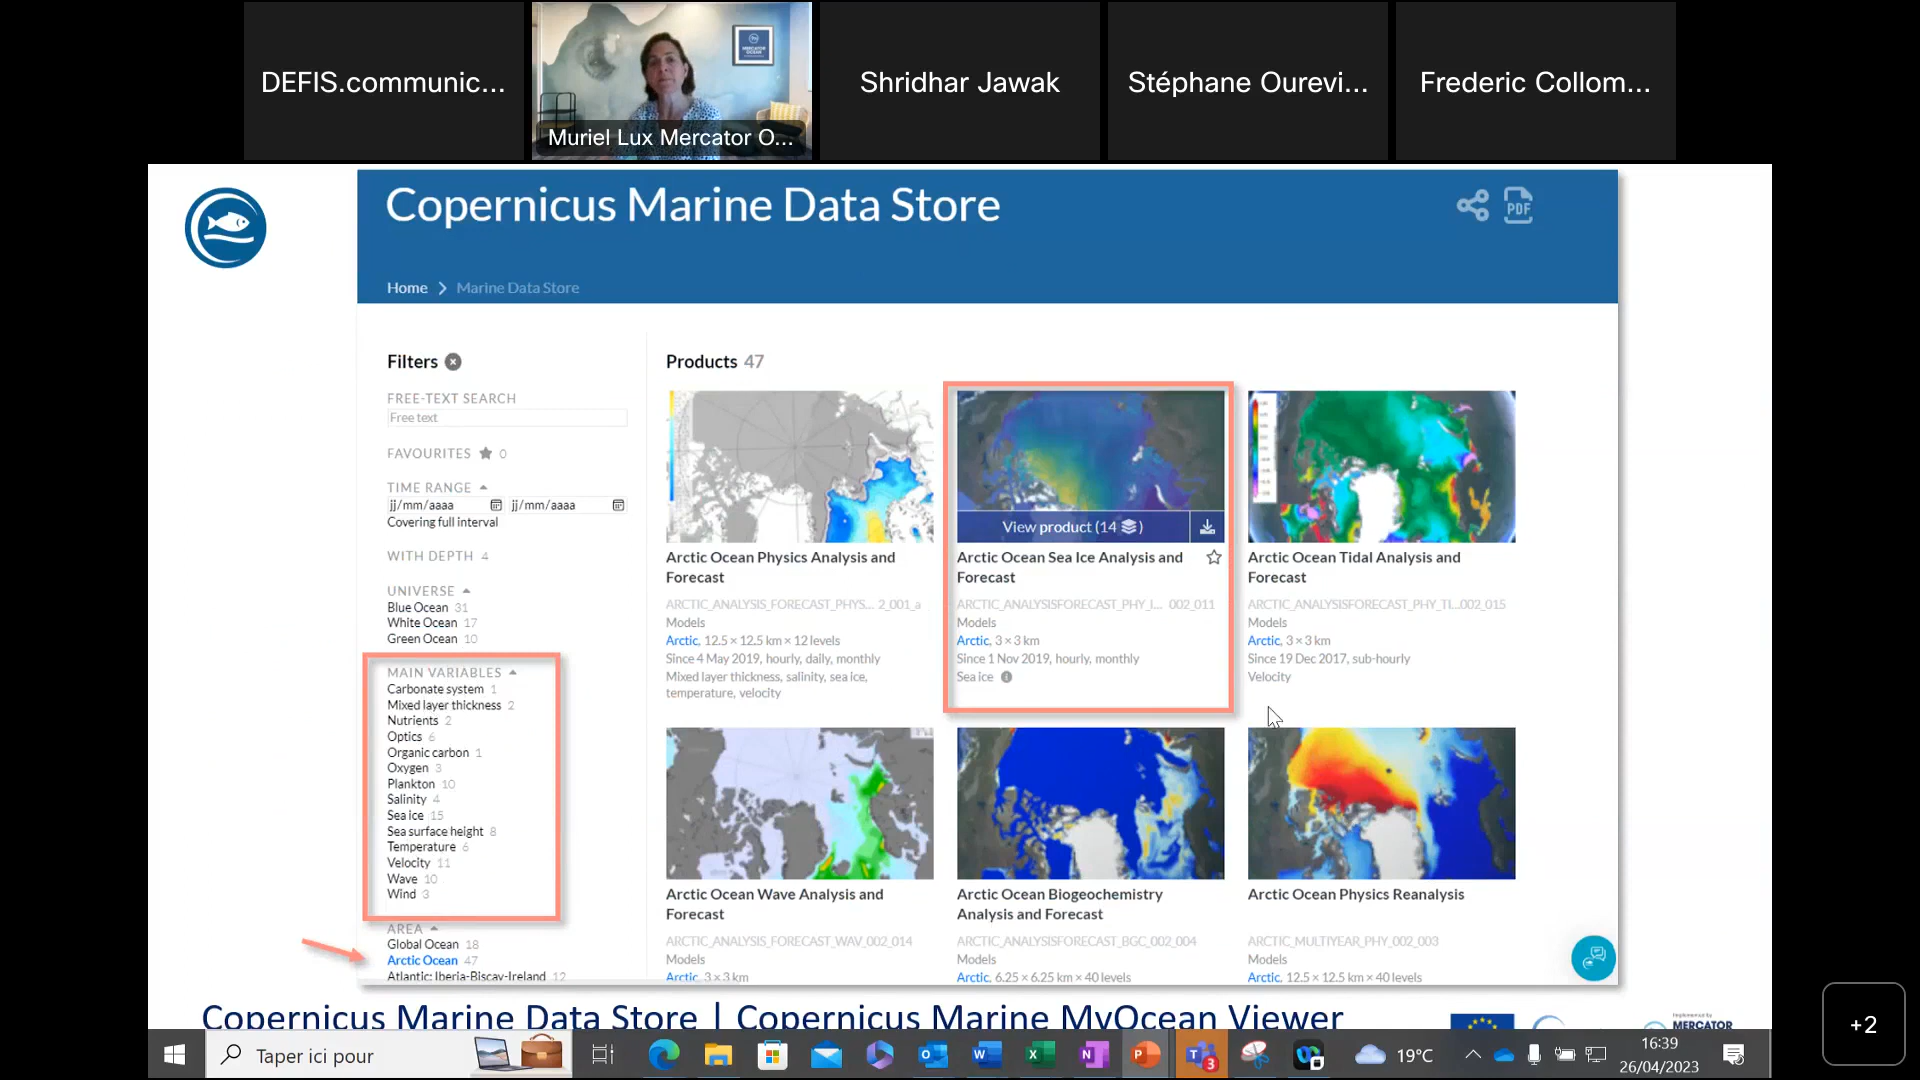 DEFIS.communic...
Muriel Lux Mercator O...
Shridhar Jawak
Stéphane Ourevi...
Frederic Collom...
Copernicus Marine Data Store
PDF
Home > Marine Data Store
Filters
FREE-TEXT SEARCH
Free text
FAVOURITES ★ 0
TIME RANGE
jj/mm/aaaa jj/mm/aaaa
Covering full interval
WITH DEPTH 4
UNIVERSE
Blue Ocean 31
White Ocean 17
Green Ocean 10
MAIN VARIABLES
Carbonate system 1
Mixed layer thickness 2
Nutrients 2
Optics 6
Organic carbon 1
Oxygen 3
Plankton 10
Salinity 4
Sea ice 15
Sea surface height 8
Temperature 6
Velocity 11
Wave 10
Wind 3
AREA
Global Ocean 18
Arctic Ocean 47
Atlantic: Iberia-Biscay-Ireland 12
Products 47
Arctic Ocean Physics Analysis and
Forecast
ARCTIC_ANALYSIS_FORECAST_PHYS... 2_001_a
Models
Arctic, 12.5 × 12.5 km × 12 levels
Since 4 May 2019, hourly, daily, monthly
Mixed layer thickness, salinity, sea ice,
temperature, velocity
View product (14 )
Arctic Ocean Sea Ice Analysis and
Forecast
ARCTIC_ANALYSISFORECAST_PHY_I... 002_011
Models
Arctic, 3 × 3 km
Since 1 Nov 2019, hourly, monthly
Sea ice
Arctic Ocean Tidal Analysis and
Forecast
ARCTIC_ANALYSISFORECAST_PHY_TI...002_015
Models
Arctic, 3 × 3 km
Since 19 Dec 2017, sub-hourly
Velocity
Arctic Ocean Wave Analysis and
Forecast
ARCTIC_ANALYSIS_FORECAST_WAV_002_014
Models
Arctic, 3 × 3 km
Arctic Ocean Biogeochemistry
Analysis and Forecast
ARCTIC_ANALYSIS_FORECAST_BGC_002_004
Models
Arctic, 6.25 × 6.25 km × 40 levels
Arctic Ocean Physics Reanalysis
ARCTIC_MULTIYEAR_PHY_002_003
Models
Arctic, 12.5 × 12.5 km × 40 levels
Copernicus Marine Data Store | Copernicus Marine MyOcean Viewer
MERCATOR
+2
Taper ici pour
3
19°C
16:39
26/04/2023